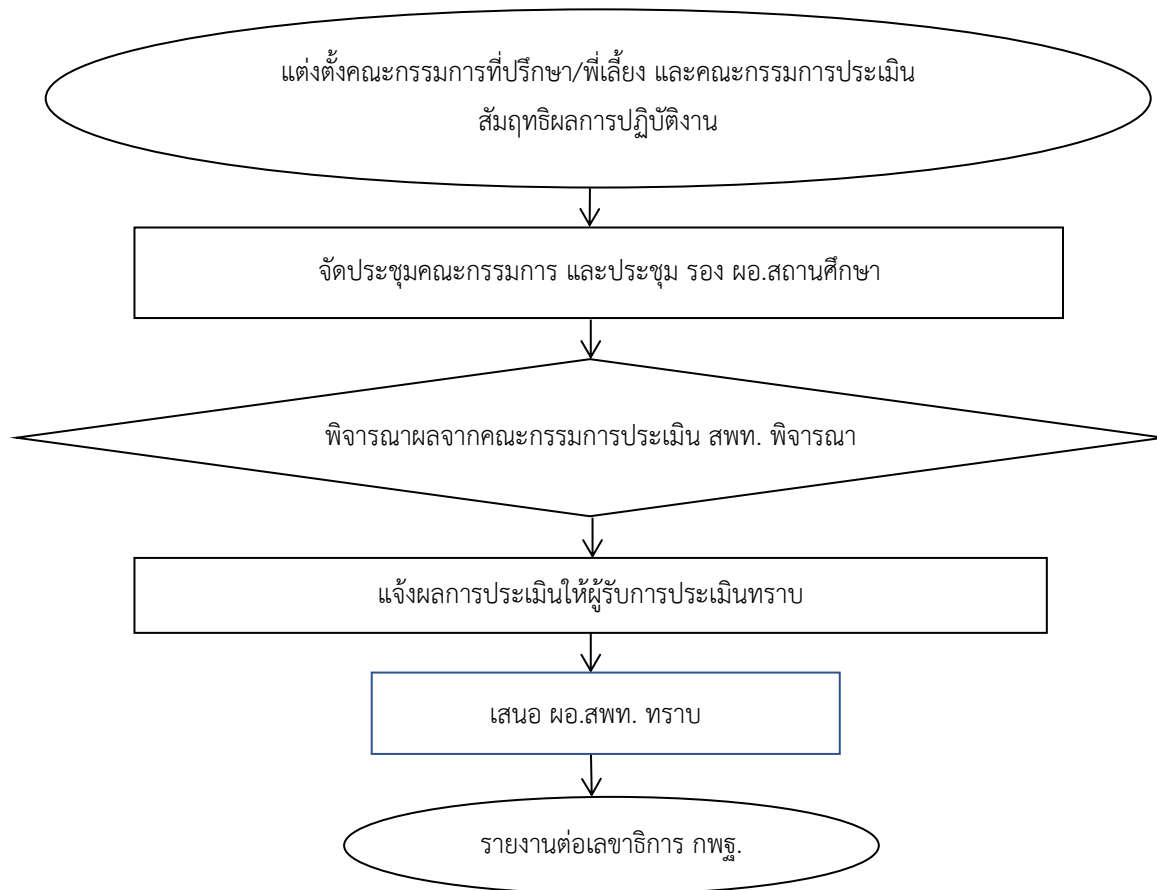 แต่งตั้งคณะกรรมการที่ปรึกษา/พี่เลี้ยง และคณะกรรมการประเมิน
สัมฤทธิผลการปฏิบัติงาน
จัดประชุมคณะกรรมการ และประชุม รอง ผอ.สถานศึกษา
พิจารณาผลจากคณะกรรมการประเมิน สพท. พิจารณา
แจ้งผลการประเมินให้ผู้รับการประเมินทราบ
เสนอ ผอ.สพท. ทราบ
รายงานต่อเลขาธิการ กพฐ.